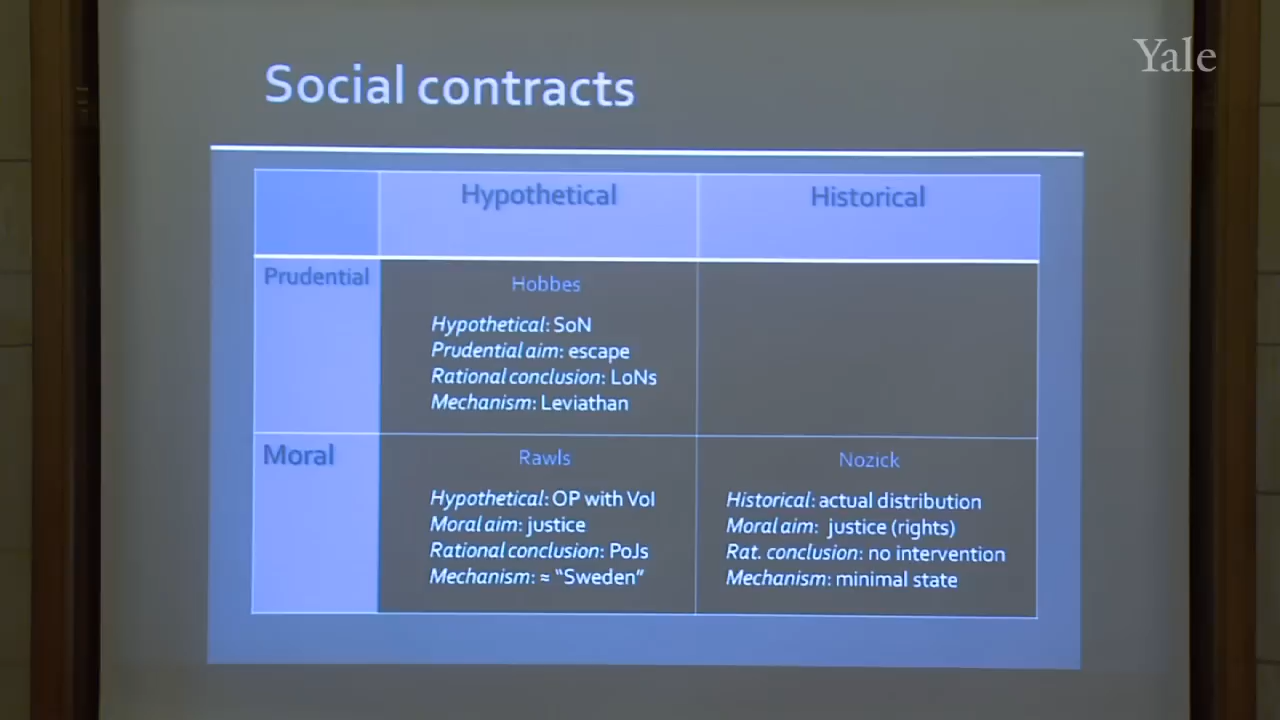 Yale
Social contracts
Hypothetical
Historical
Prudential
Hobbes
Hypothetical: SoN
Prudential aim: escape
Rational conclusion: LoNs
Mechanism: Leviathan
Moral
Rawls
Hypothetical: OP with VoI
Moral aim: justice
Rational conclusion: PoJs
Mechanism: ≈ “Sweden”
Nozick
Historical: actual distribution
Moral aim: justice (rights)
Rat. conclusion: no intervention
Mechanism: minimal state